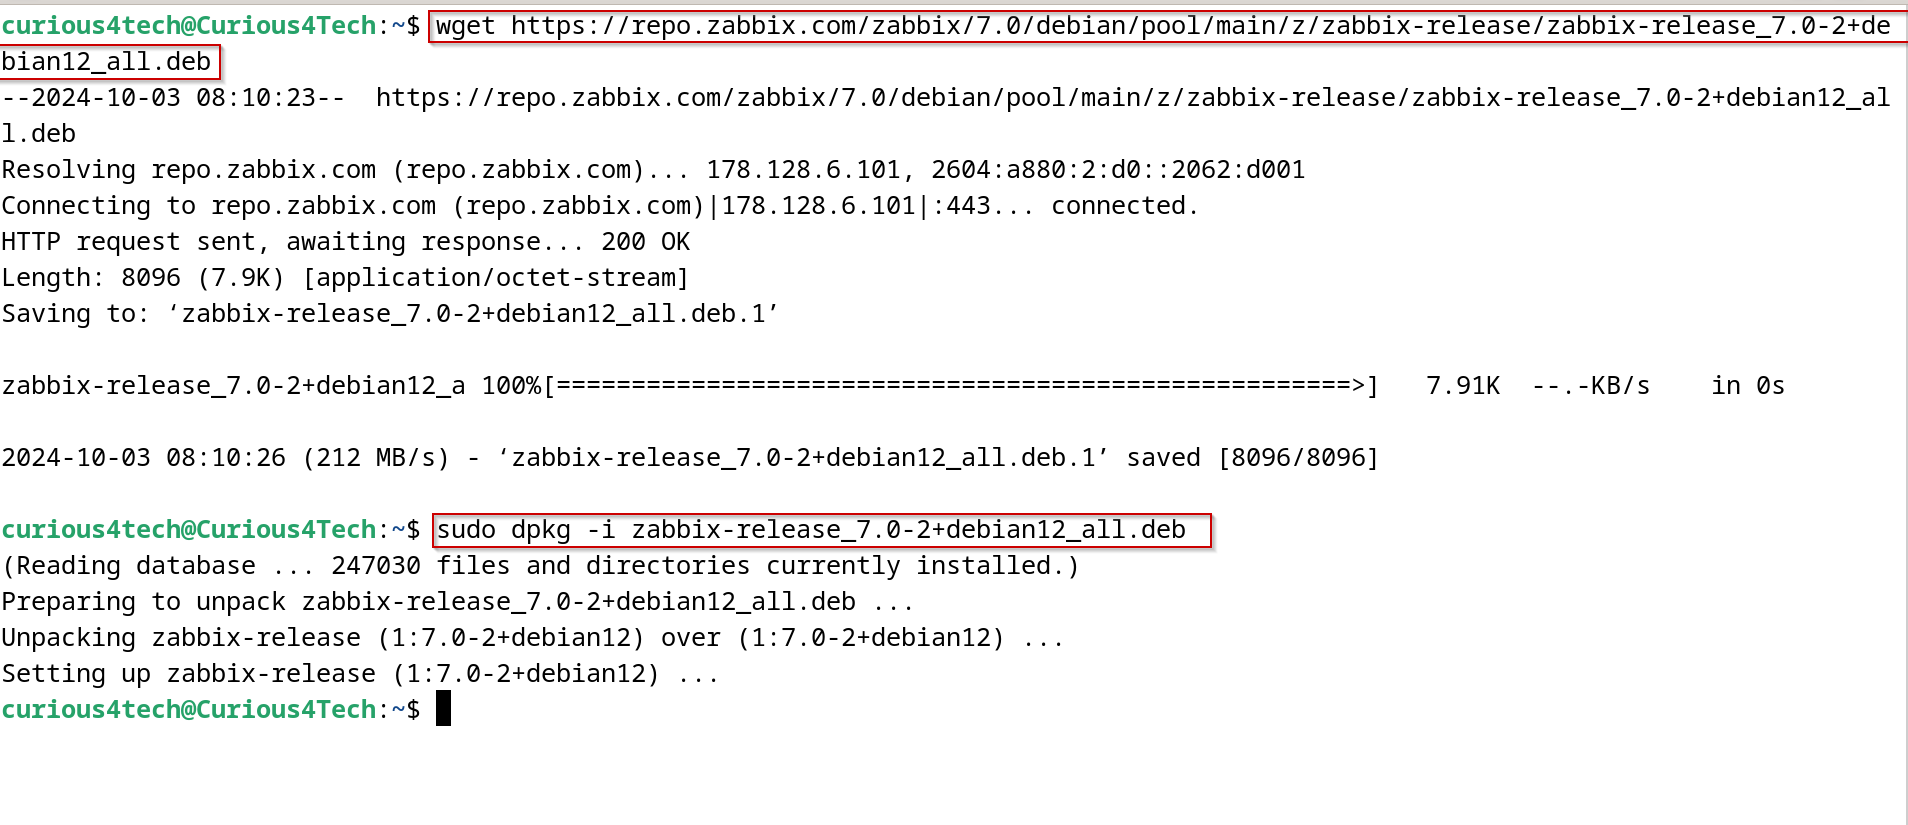 curious4tech@Curious4Tech:~$ wget https://repo.zabbix.com/zabbix/7.0/debian/pool/main/z/zabbix-release/zabbix-release_7.0-2+de
bian12_all.deb
--2024-10-03 08:10:23--  https://repo.zabbix.com/zabbix/7.0/debian/pool/main/z/zabbix-release/zabbix-release_7.0-2+debian12_al
l.deb
Resolving repo.zabbix.com (repo.zabbix.com)... 178.128.6.101, 2604:a880:2:d0::2062:d001
Connecting to repo.zabbix.com (repo.zabbix.com)|178.128.6.101|:443... connected.
HTTP request sent, awaiting response... 200 OK
Length: 8096 (7.9K) [application/octet-stream]
Saving to: ‘zabbix-release_7.0-2+debian12_all.deb.1’
zabbix-release_7.0-2+debian12_a 100%[=====================================================>]   7.91K  --.-KB/s    in 0s
2024-10-03 08:10:26 (212 MB/s) - ‘zabbix-release_7.0-2+debian12_all.deb.1’ saved [8096/8096]
curious4tech@Curious4Tech:~$ sudo dpkg -i zabbix-release_7.0-2+debian12_all.deb
(Reading database ... 247030 files and directories currently installed.)
Preparing to unpack zabbix-release_7.0-2+debian12_all.deb ...
Unpacking zabbix-release (1:7.0-2+debian12) over (1:7.0-2+debian12) ...
Setting up zabbix-release (1:7.0-2+debian12) ...
curious4tech@Curious4Tech:~$